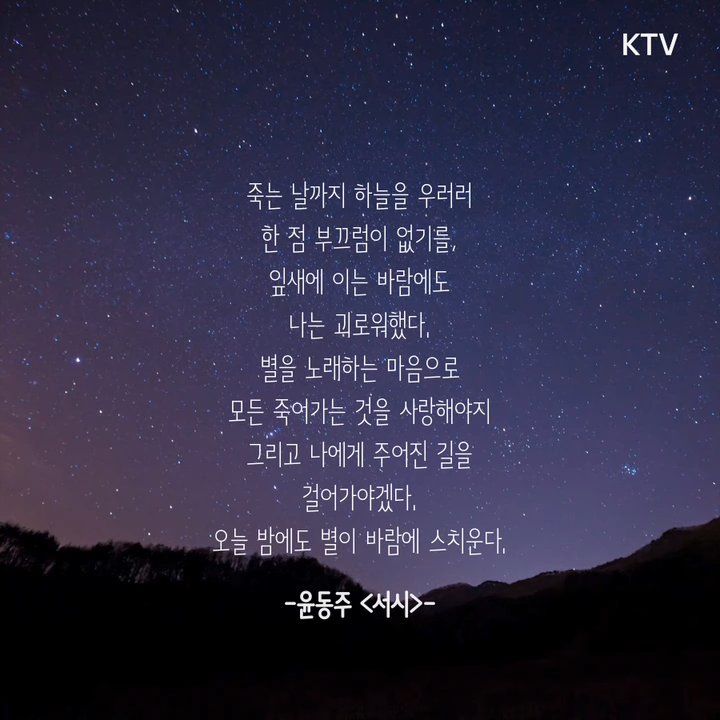 KTV
죽는 날까지 하늘을 우러러
한 점 부끄럼이 없기를,
잎새에 이는 바람에도
나는 괴로워했다.
별을 노래하는 마음으로
모든 죽어가는 것을 사랑해야지
그리고 나에게 주어진 길을
걸어가야겠다.
오늘 밤에도 별이 바람에 스치운다.
-윤동주 <서시>-